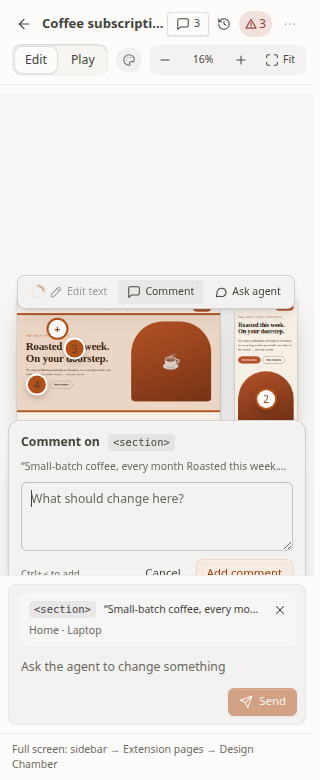 Coffee subscripti...
3
3
Edit
Play
16%
Fit
Edit text
Comment
Ask agent
Roasted this week.
On your doorstep.
3
4
Roasted this week.
On your doorstep.
2
Comment on <section>
“Small-batch coffee, every month Roasted this week....
What should change here?
Cancel
Add comment
<section> “Small-batch coffee, every mo...
Home · Laptop
Ask the agent to change something
Send
Full screen: sidebar → Extension pages → Design
Chamber